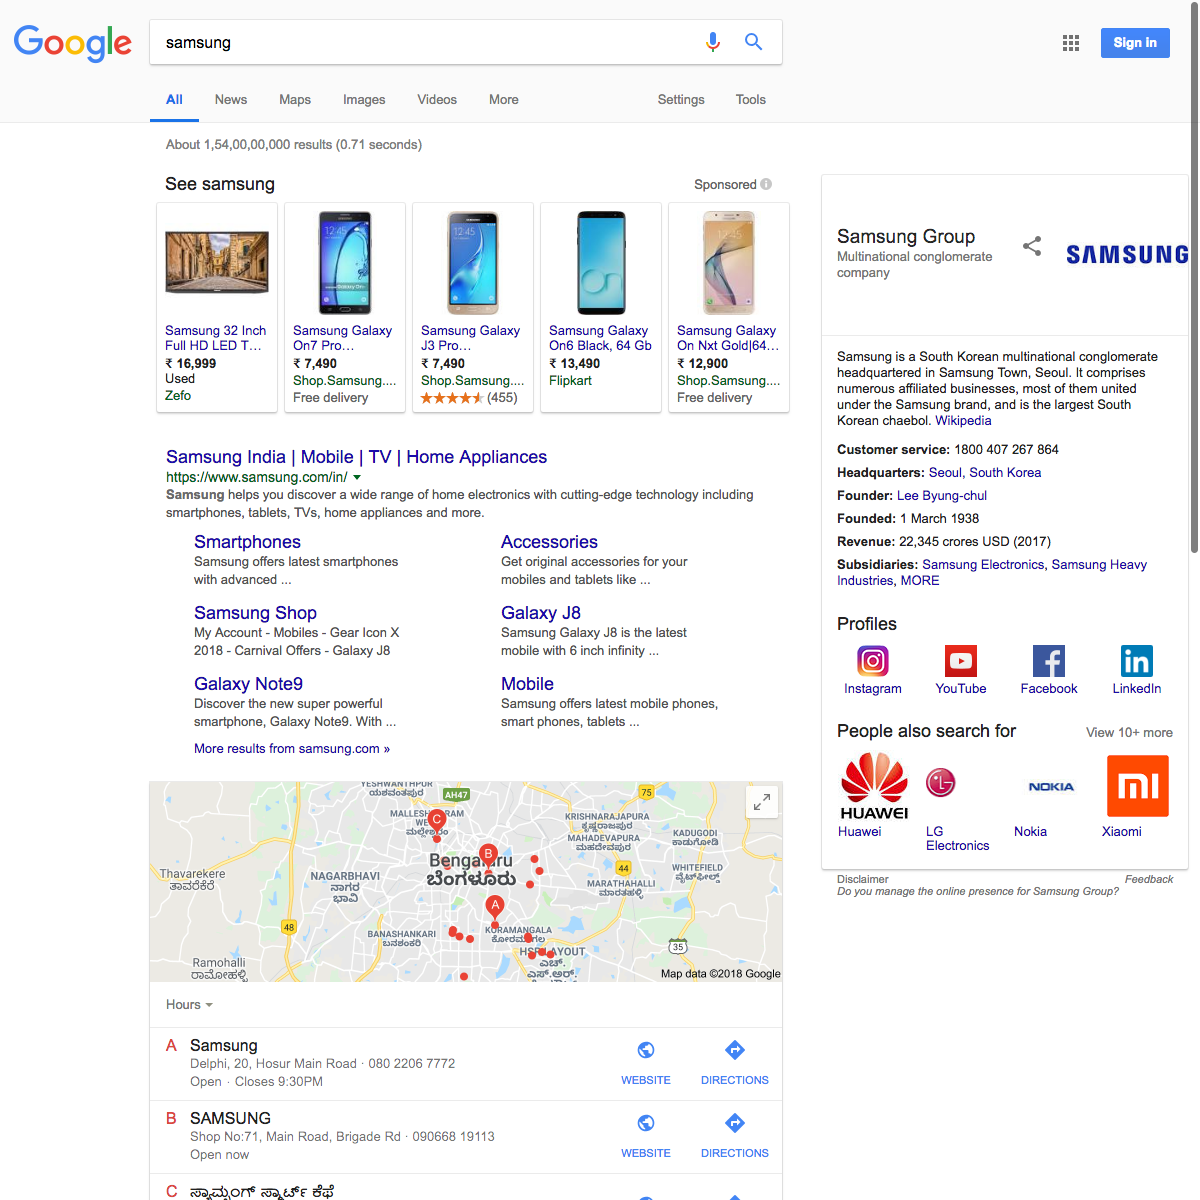 Google
samsung
Sign in
All News Maps Images Videos More Settings Tools
About 1,54,00,00,000 results (0.71 seconds)
See samsung
Sponsored
Samsung 32 Inch
Full HD LED T...
₹ 16,999
Used
Zefo
Samsung Galaxy
On7 Pro...
₹ 7,490
Shop.Samsung....
Free delivery
Samsung Galaxy
J3 Pro...
₹ 7,490
Shop.Samsung....
(455)
Samsung Galaxy
On6 Black, 64 Gb
₹ 13,490
Flipkart
Samsung Galaxy
On Nxt Gold|64...
₹ 12,900
Shop.Samsung....
Free delivery
Samsung India | Mobile | TV | Home Appliances
https://www.samsung.com/in/
Samsung helps you discover a wide range of home electronics with cutting-edge technology including
smartphones, tablets, TVs, home appliances and more.
Smartphones
Samsung offers latest smartphones
with advanced ...
Accessories
Get original accessories for your
mobiles and tablets like ...
Samsung Shop
My Account - Mobiles - Gear Icon X
2018 - Carnival Offers - Galaxy J8
Galaxy J8
Samsung Galaxy J8 is the latest
mobile with 6 inch infinity ...
Galaxy Note9
Discover the new super powerful
smartphone, Galaxy Note9. With ...
Mobile
Samsung offers latest mobile phones,
smart phones, tablets ...
More results from samsung.com »
YESHWANTHPUR
ಯಶವಂತಪುರ
AH47
75
MALLESHWARAM
ಮಲ್ಲೇಶ್ವರಂ
C
KRISHNARAJAPURA
ಕೃಷ್ಣರಾಜಪುರ
MAHADEVAPURA
ಮಹದೇವಪುರ
KADUGODI
ಕಾಡುಗೋಡಿ
B
Bengaluru
ಬೆಂಗಳೂರು
Thavarekere
ತಾವರೆಕೆರೆ
NAGARBHAVI
ನಾಗರ
ಭಾವಿ
44
WHITEFIELD
ವೈಟ್‌ಫೀಲ್ಡ್
MARATHAHALLI
ಮಾರತಹಳ್ಳಿ
A
48
BANASHANKARI
ಬನಶಂಕರಿ
KORAMANGALA
ಕೋರಮಂಗಲ
HSR LAYOUT
ಎಚ್.
ಎಸ್.ಆರ್.
35
Ramohalli
ರಾಮೋಹಳ್ಳಿ
Map data ©2018 Google
Hours
A Samsung
Delphi, 20, Hosur Main Road · 080 2206 7772
Open · Closes 9:30PM
WEBSITE DIRECTIONS
B SAMSUNG
Shop No:71, Main Road, Brigade Rd · 090668 19113
Open now
WEBSITE DIRECTIONS
C ಸ್ಯಾಮ್ಸಂಗ್ ಸ್ಮಾರ್ಟ್ ಕೆಫೆ
Samsung Group
Multinational conglomerate
company
SAMSUNG
Samsung is a South Korean multinational conglomerate
headquartered in Samsung Town, Seoul. It comprises
numerous affiliated businesses, most of them united
under the Samsung brand, and is the largest South
Korean chaebol. Wikipedia
Customer service: 1800 407 267 864
Headquarters: Seoul, South Korea
Founder: Lee Byung-chul
Founded: 1 March 1938
Revenue: 22,345 crores USD (2017)
Subsidiaries: Samsung Electronics, Samsung Heavy
Industries, MORE
Profiles
Instagram YouTube Facebook LinkedIn
People also search for
View 10+ more
HUAWEI
NOKIA
Huawei
LG
Electronics
Nokia
Xiaomi
Disclaimer
Feedback
Do you manage the online presence for Samsung Group?